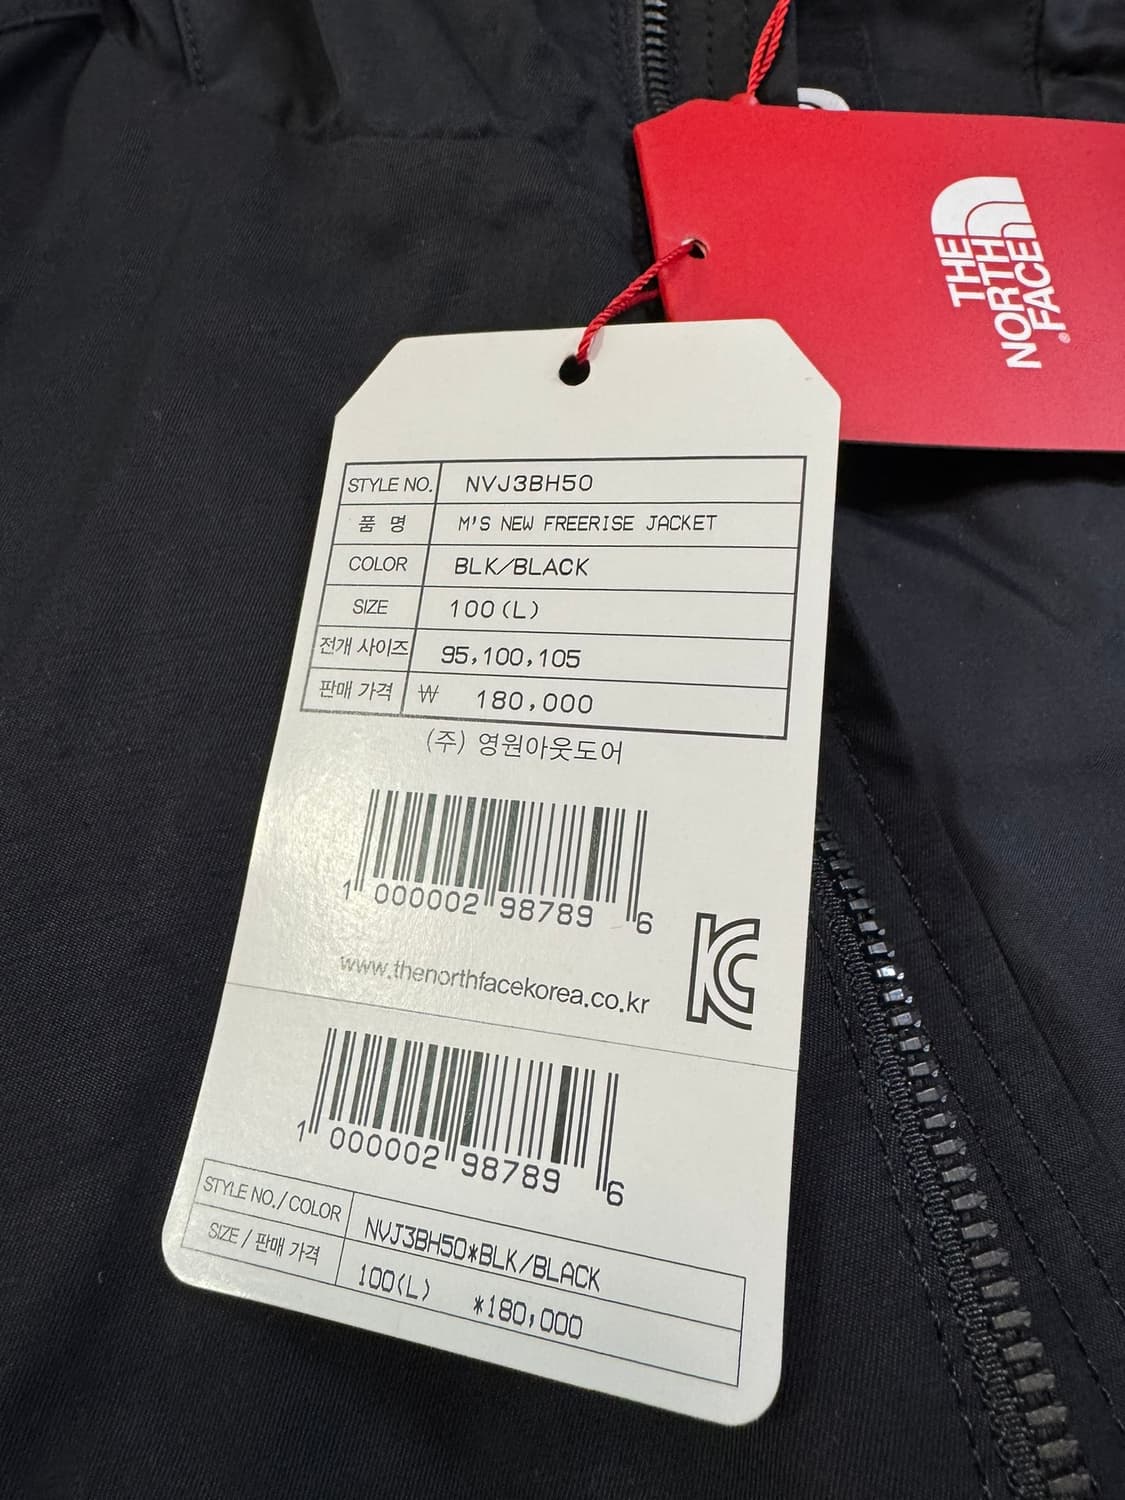 THE
NORTH
FACE
®
STYLE NO. NVJ3BH50
품 명 M'S NEW FREERISE JACKET
COLOR BLK/BLACK
SIZE 100(L)
전개 사이즈 95,100,105
판매 가격 ₩ 180,000
(주) 영원아웃도어
1 000002 98789 6
www.thenorthfacekorea.co.kr
KC
1 000002 98789 6
STYLE NO./COLOR NVJ3BH50*BLK/BLACK
SIZE / 판매 가격 100(L) *180,000